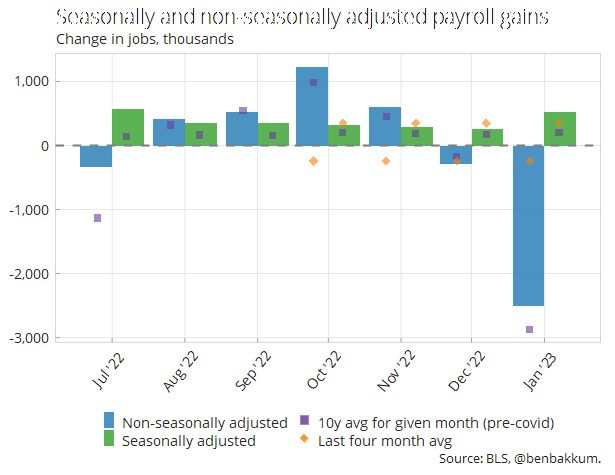 Seasonally and non-seasonally adjusted payroll gains
Change in jobs, thousands
1,000
0
-1,000
-2,000
-3,000
Jul '22
Aug '22
Sep '22
Oct '22
Nov '22
Dec '22
Jan '23
Non-seasonally adjusted
10y avg for given month (pre-covid)
Seasonally adjusted
Last four month avg
Source: BLS, @benbakkum.